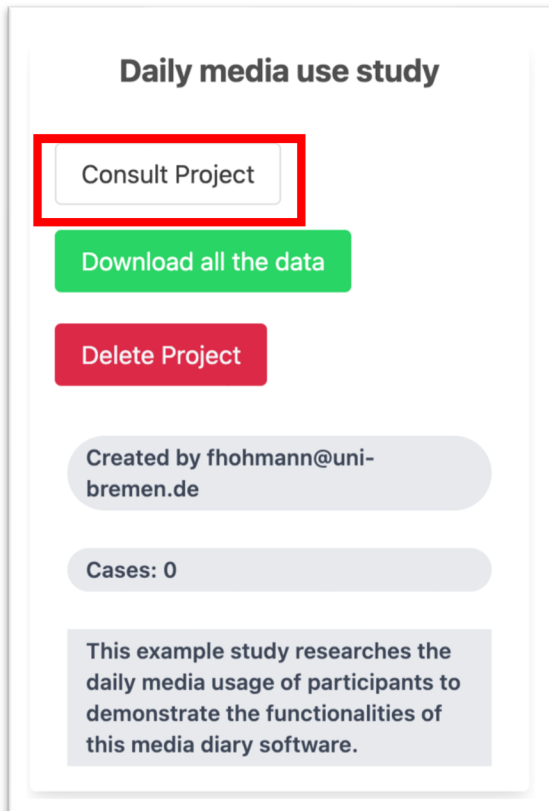 Daily media use study
Consult Project
Download all the data
Delete Project
Created by fhohmann@uni-
bremen.de
Cases: 0
This example study researches the
daily media usage of participants to
demonstrate the functionalities of
this media diary software.